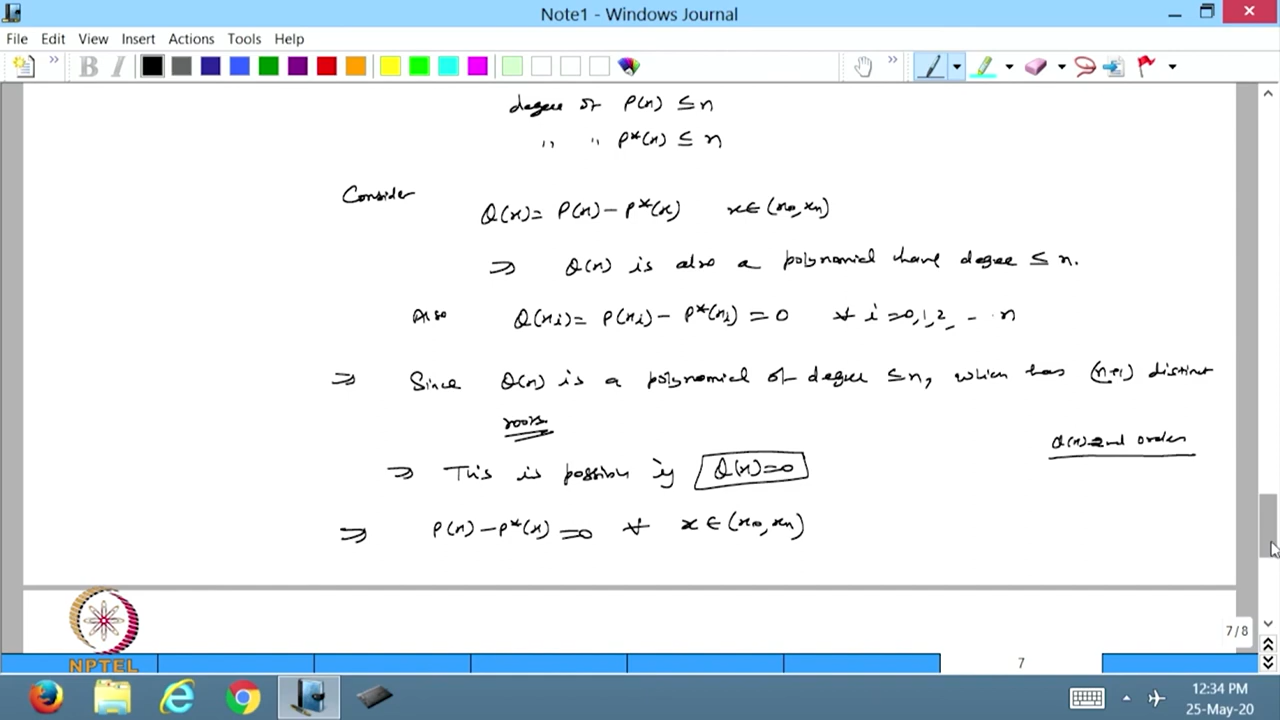 Note1 - Windows Journal
File Edit View Insert Actions Tools Help
B I
degree of P(x) ≤ n
,, ,, P*(x) ≤ n
Consider
Q(x) = P(x) - P*(x) x ∈ (x0, xn)
⇒ Q(x) is also a polynomial have degree ≤ n.
Also Q(xi) = P(xi) - P*(xi) = 0 ∀ i = 0, 1, 2, - - n
⇒ Since Q(x) is a polynomial of degree ≤ n, which has (n+1) distinct
roots.
Q(x) 2nd order
⇒ This is possible if Q(x) = 0
⇒ P(x) - P*(x) = 0 ∀ x ∈ (x0, xn)
7 / 8
NPTEL
7
12:34 PM
25-May-20